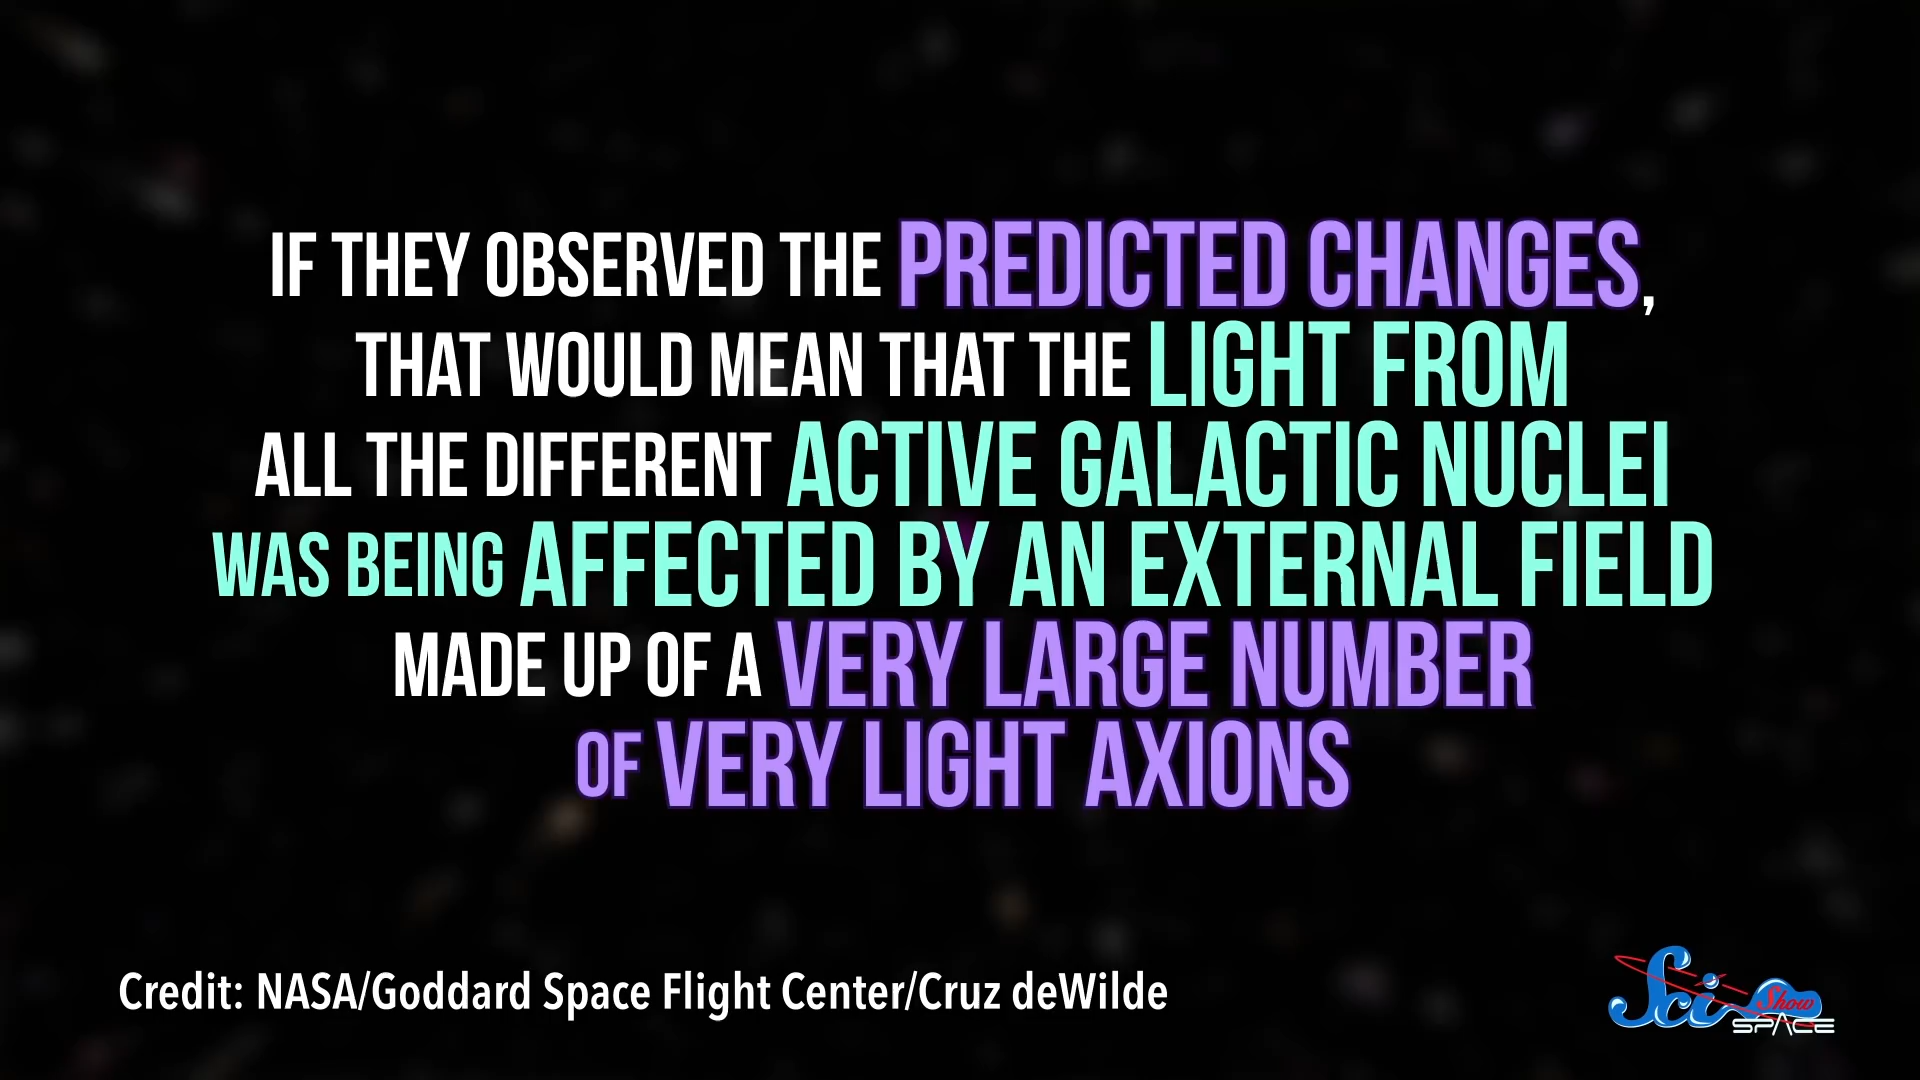 IF THEY OBSERVED THE PREDICTED CHANGES,
THAT WOULD MEAN THAT THE LIGHT FROM
ALL THE DIFFERENT ACTIVE GALACTIC NUCLEI
WAS BEING AFFECTED BY AN EXTERNAL FIELD
MADE UP OF A VERY LARGE NUMBER
OF VERY LIGHT AXIONS
Credit: NASA/Goddard Space Flight Center/Cruz deWilde
Sci Show
SPACE